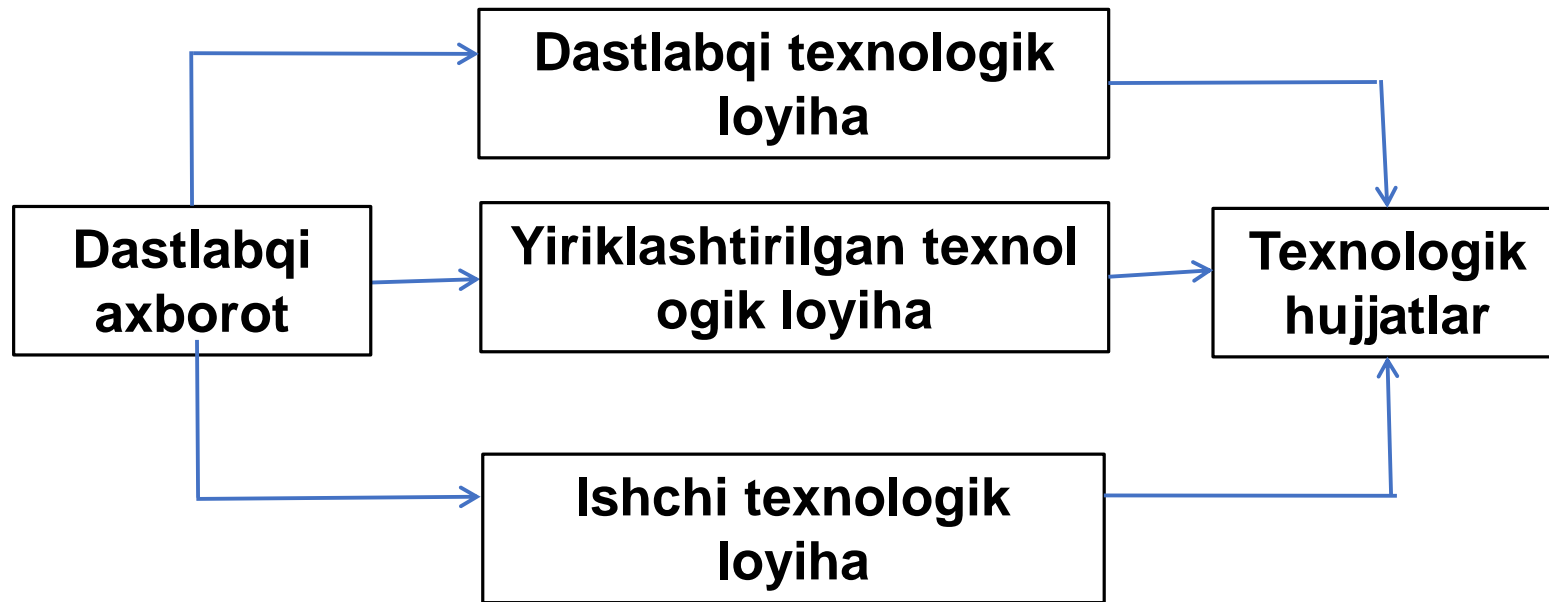 Dastlabqi texnologik
loyiha
Dastlabqi
axborot
Yiriklashtirilgan texnol
ogik loyiha
Texnologik
hujjatlar
Ishchi texnologik
loyiha